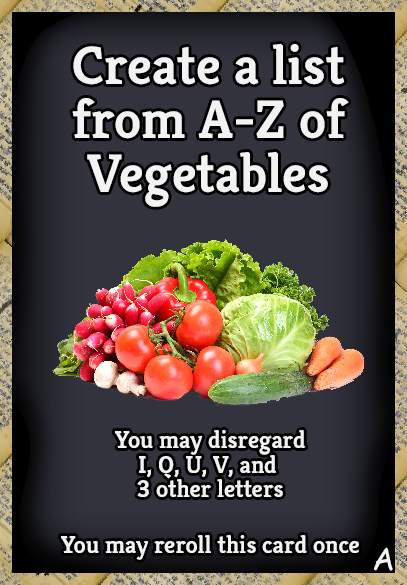 Create a list
from A-Z of
Vegetables
You may disregard
I, Q, U, V, and
3 other letters
You may reroll this card once
A